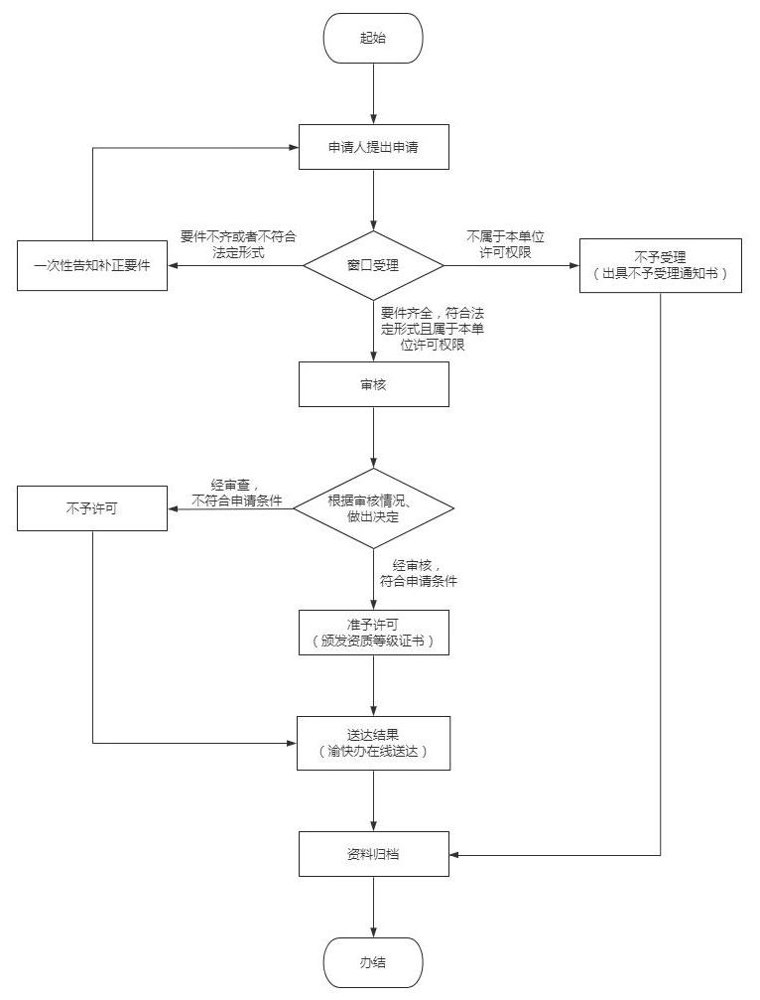 起始
申请人提出申请
要件不齐或者不符合
法定形式
不属于本单位
许可权限
一次性告知补正要件
窗口受理
不予受理
（出具不予受理通知书）
要件齐全，符合法
定形式且属于本单
位许可权限
审核
经审查，
不符合申请条件
不予许可
根据审核情况、
做出决定
经审核，
符合申请条件
准予许可
（颁发资质等级证书）
送达结果
（渝快办在线送达）
资料归档
办结